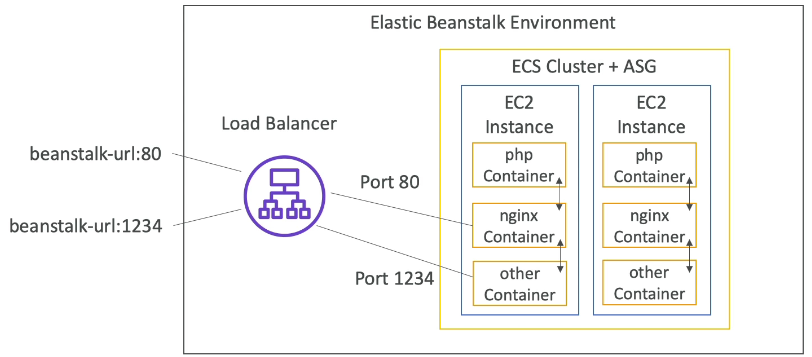 Elastic Beanstalk Environment
ECS Cluster + ASG
Load Balancer
beanstalk-url:80
beanstalk-url:1234
Port 80
Port 1234
EC2
Instance
php
Container
nginx
Container
other
Container
EC2
Instance
php
Container
nginx
Container
other
Container